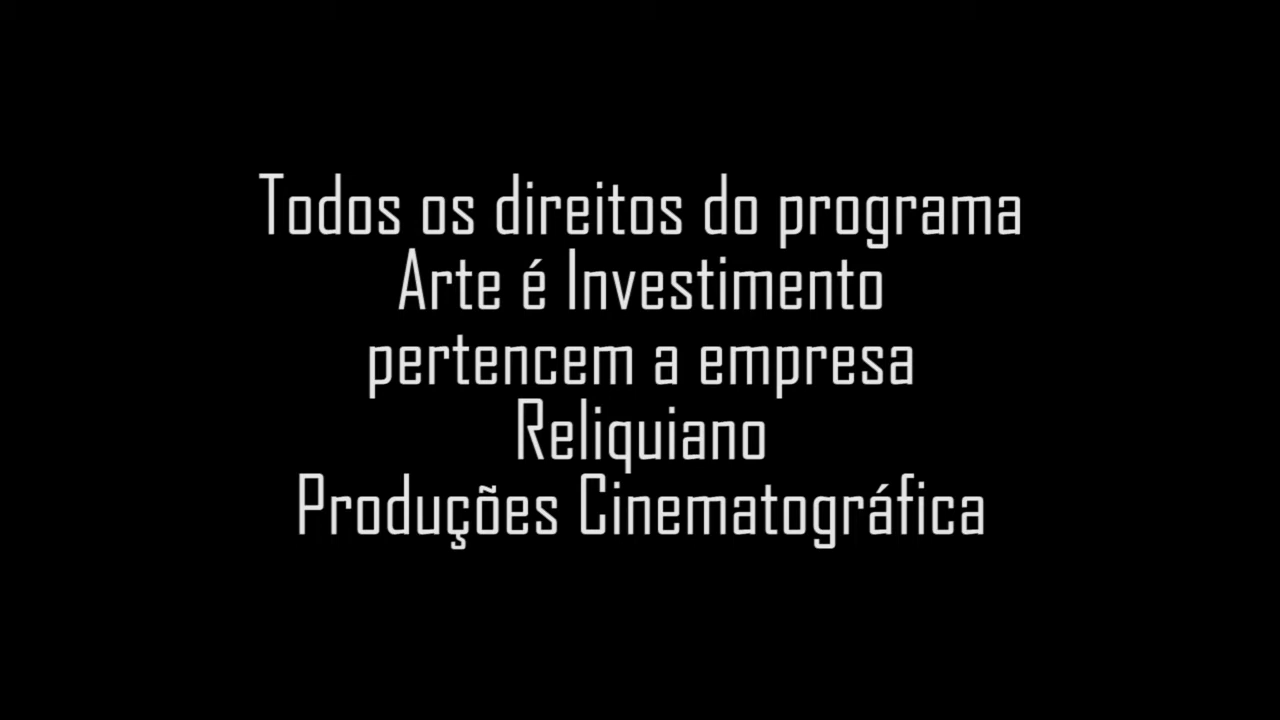 Todos os direitos do programa
Arte é Investimento
pertencem a empresa
Reliquiano
Produções Cinematográfica